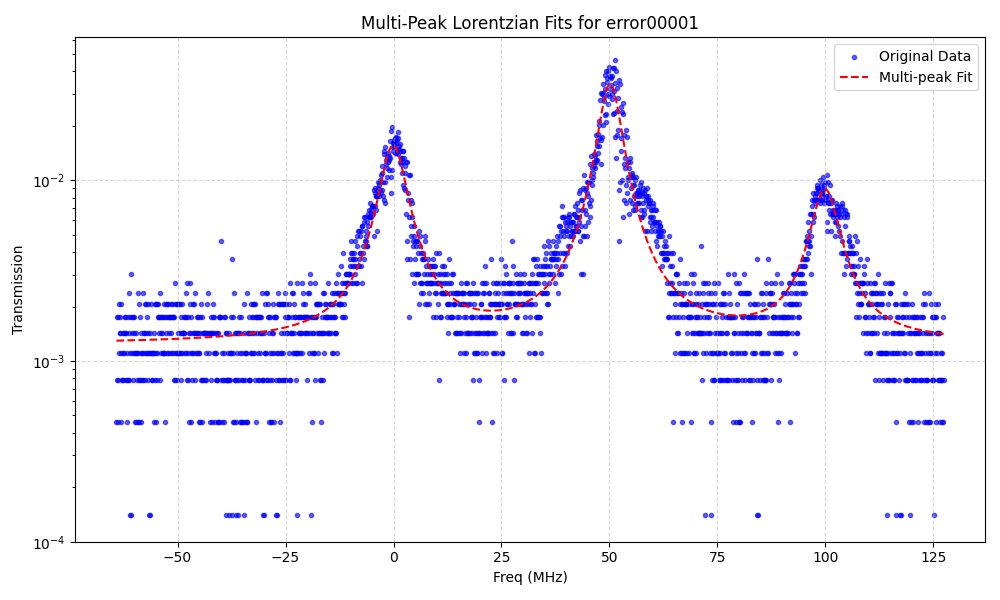 Multi-Peak Lorentzian Fits for error00001
Original Data
Multi-peak Fit
Transmission
10⁻²
10⁻³
10⁻⁴
−50
−25
0
25
50
75
100
125
Freq (MHz)